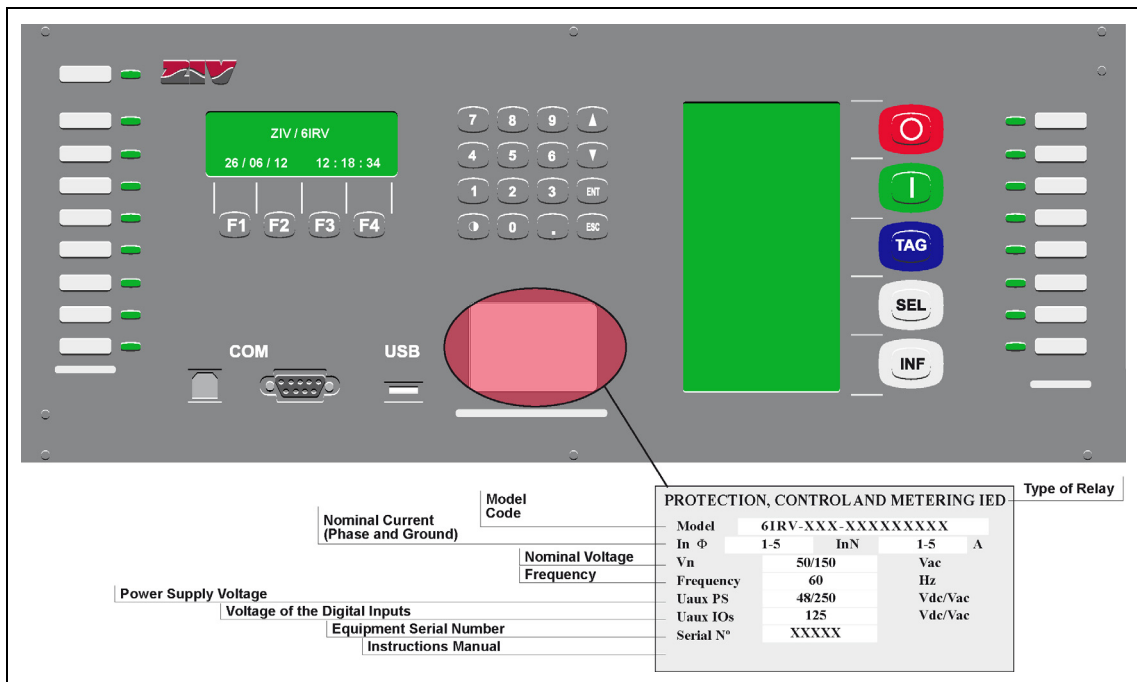 ZIV
ZIV / 6IRV
26 / 06 / 12 12 : 18 : 34
F1 F2 F3 F4
7 8 9
4 5 6
1 2 3 ENT
0 . ESC
TAG
SEL
INF
COM
USB
Type of Relay
Model
Code
Nominal Current
(Phase and Ground)
Nominal Voltage
Frequency
Power Supply Voltage
Voltage of the Digital Inputs
Equipment Serial Number
Instructions Manual
PROTECTION, CONTROL AND METERING IED
Model 6IRV-XXX-XXXXXXXXX
In Φ 1-5 InN 1-5 A
Vn 50/150 Vac
Frequency 60 Hz
Uaux PS 48/250 Vdc/Vac
Uaux IOs 125 Vdc/Vac
Serial Nº XXXXX